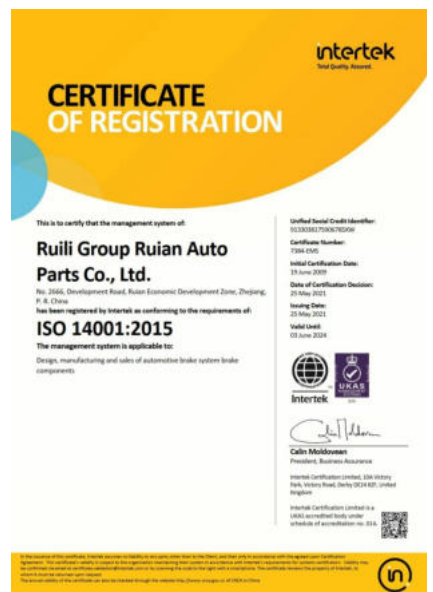 intertek
Total Quality. Assured.
CERTIFICATE
OF REGISTRATION
This is to certify that the management system of:
Ruili Group Ruian Auto
Parts Co., Ltd.
No. 2666, Development Road, Ruian Economic Development Zone, Zhejiang,
P. R. China
has been registered by Intertek as conforming to the requirements of:
ISO 14001:2015
The management system is applicable to:
Design, manufacturing and sales of automotive brake system brake
components
Unified Social Credit Identifier:
Certificate Number:
7384-EMS
Initial Certification Date:
19 June 2009
Date of Certification Decision:
25 May 2021
Issuing Date:
25 May 2021
Valid Until:
03 June 2024
Intertek
UKAS
MANAGEMENT
SYSTEMS
014
Calin Moldovean
President, Business Assurance
Intertek Certification Limited, 10A Victory
Park, Victory Road, Derby DE24 8ZF, United
Kingdom
Intertek Certification Limited is a
UKAS accredited body under
schedule of accreditation no. 014.
in